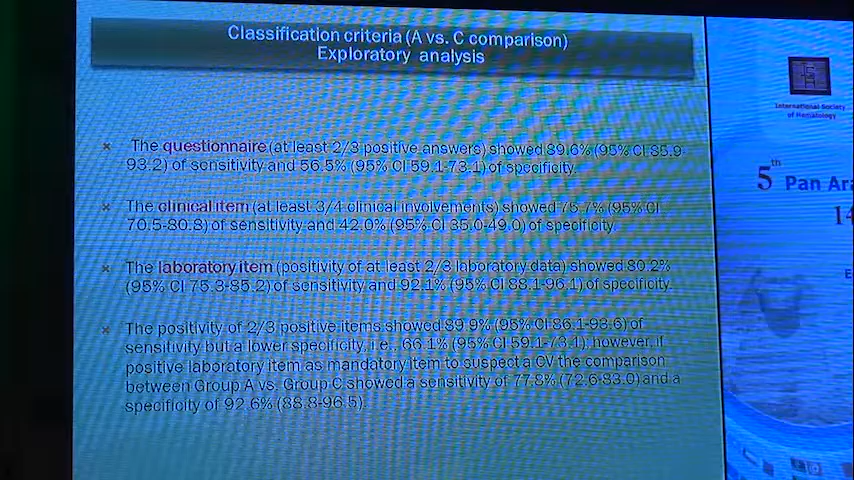 Classification criteria (A vs. C comparison)
Exploratory analysis
The questionnaire (at least 2/3 positive answers) showed 89.6% (95% CI 85.9-
93.2) of sensitivity and 56.5% (95% CI 59.1-73.1) of specificity.
The clinical item (at least 3/4 clinical involvements) showed 75.7% (95% CI
70.5-80.8) of sensitivity and 42.0% (95% CI 35.0-49.0) of specificity.
The laboratory item (positivity of at least 2/3 laboratory data) showed 80.2%
(95% CI 75.3-85.2) of sensitivity and 92.1% (95% CI 88.1-96.1) of specificity.
The positivity of 2/3 positive items showed 89.9% (95% CI 86.1-93.6) of
sensitivity but a lower specificity, i.e., 66.1% (95% CI 59.1-73.1); however, if
positive laboratory item as mandatory item to suspect a CV the comparison
between Group A vs. Group C showed a sensitivity of 77.8% (72.6-83.0) and a
specificity of 92.6% (88.8-96.5).
International Society
of Hematology
5th Pan Ara
14
E